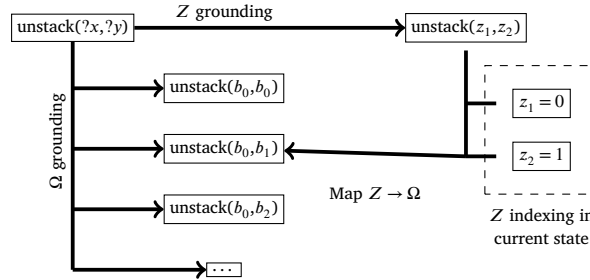 unstack(?x,?y)
Z grounding
unstack(z₁,z₂)
Ω grounding
unstack(b₀,b₀)
z₁ = 0
unstack(b₀,b₁)
z₂ = 1
Map Z → Ω
unstack(b₀,b₂)
Z indexing in
current state
...